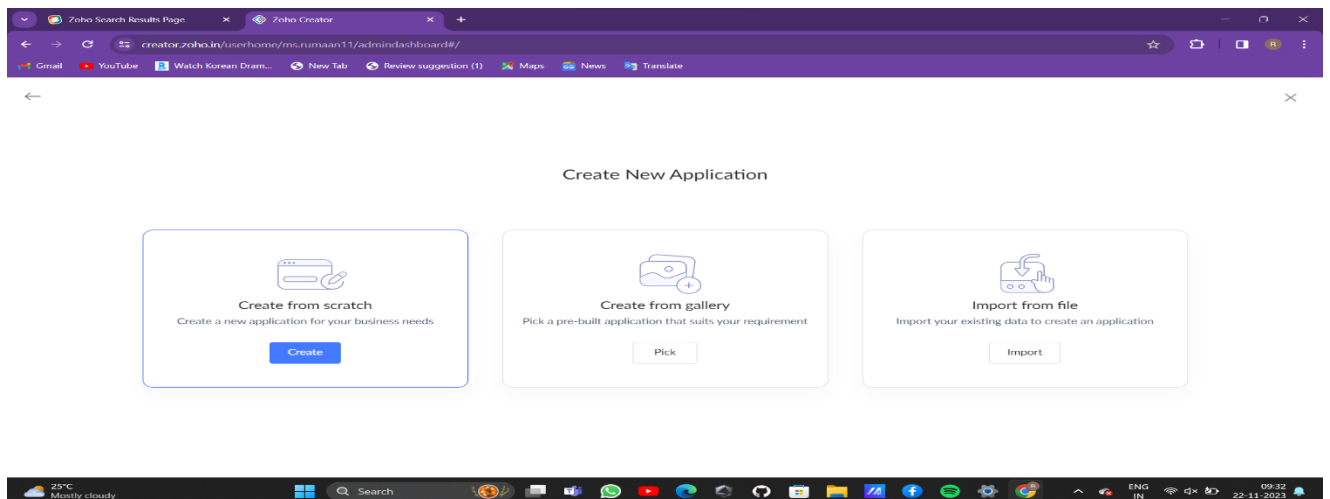 Zoho Search Results Page
Zoho Creator
creator.zoho.in/userhome/ms.rumaan11/admindashboard#/
R
Gmail
YouTube
Watch Korean Dram...
New Tab
Review suggestion (1)
Maps
News
Translate
Create New Application
Create from scratch
Create a new application for your business needs
Create
Create from gallery
Pick a pre-built application that suits your requirement
Pick
Import from file
Import your existing data to create an application
Import
25°C
Mostly cloudy
Search
ENG
IN
09:32
22-11-2023